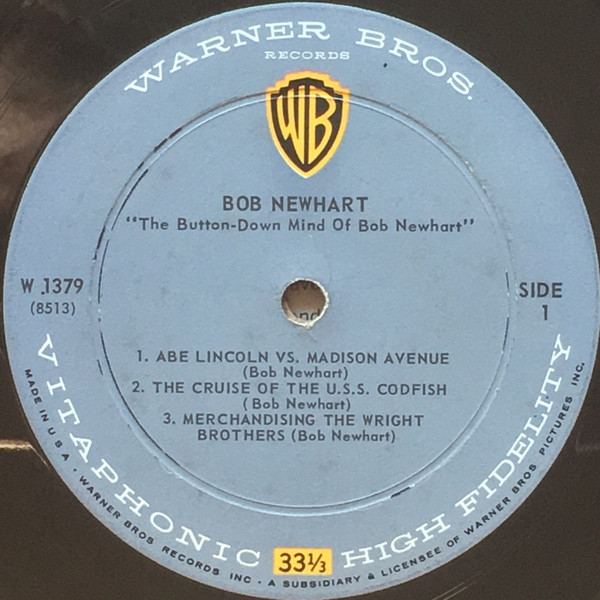 WARNER BROS.
RECORDS
WB
BOB NEWHART
"The Button-Down Mind Of Bob Newhart"
W 1379
(8513)
SIDE
1
1. ABE LINCOLN VS. MADISON AVENUE
(Bob Newhart)
2. THE CRUISE OF THE U.S.S. CODFISH
(Bob Newhart)
3. MERCHANDISING THE WRIGHT
BROTHERS (Bob Newhart)
VITAPHONIC HIGH FIDELITY
33⅓
MADE IN U S A • WARNER BROS RECORDS INC • A SUBSIDIARY & LICENSEE OF WARNER BROS PICTURES INC.